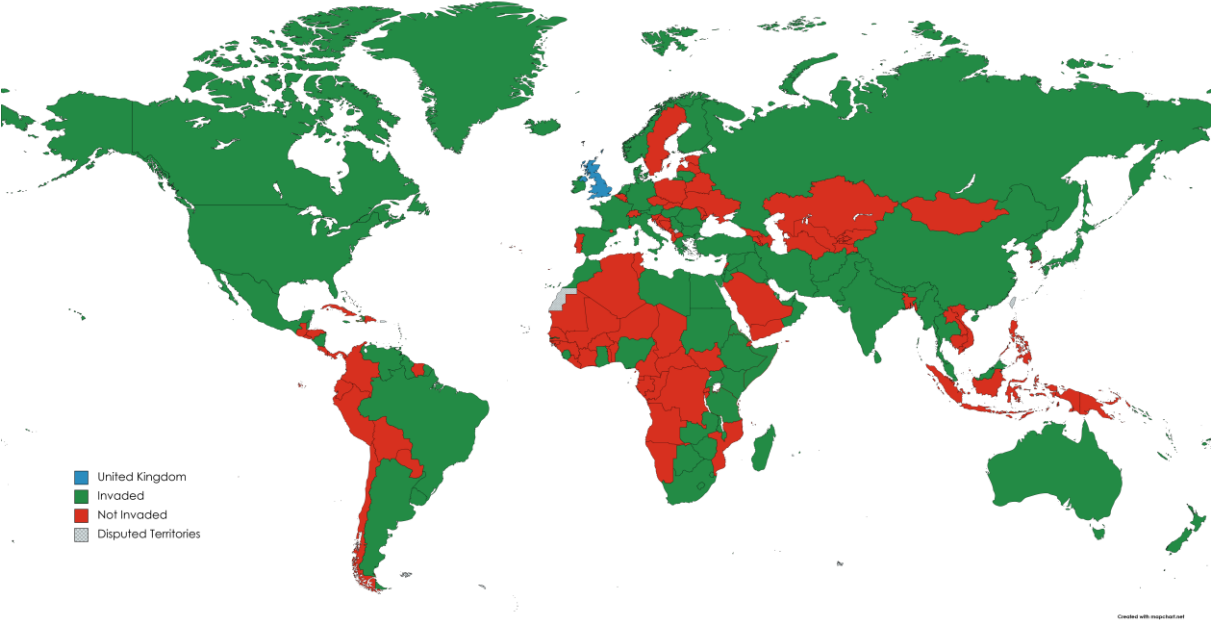 United Kingdom
Invaded
Not Invaded
Disputed Territories
Created with mapchart.net